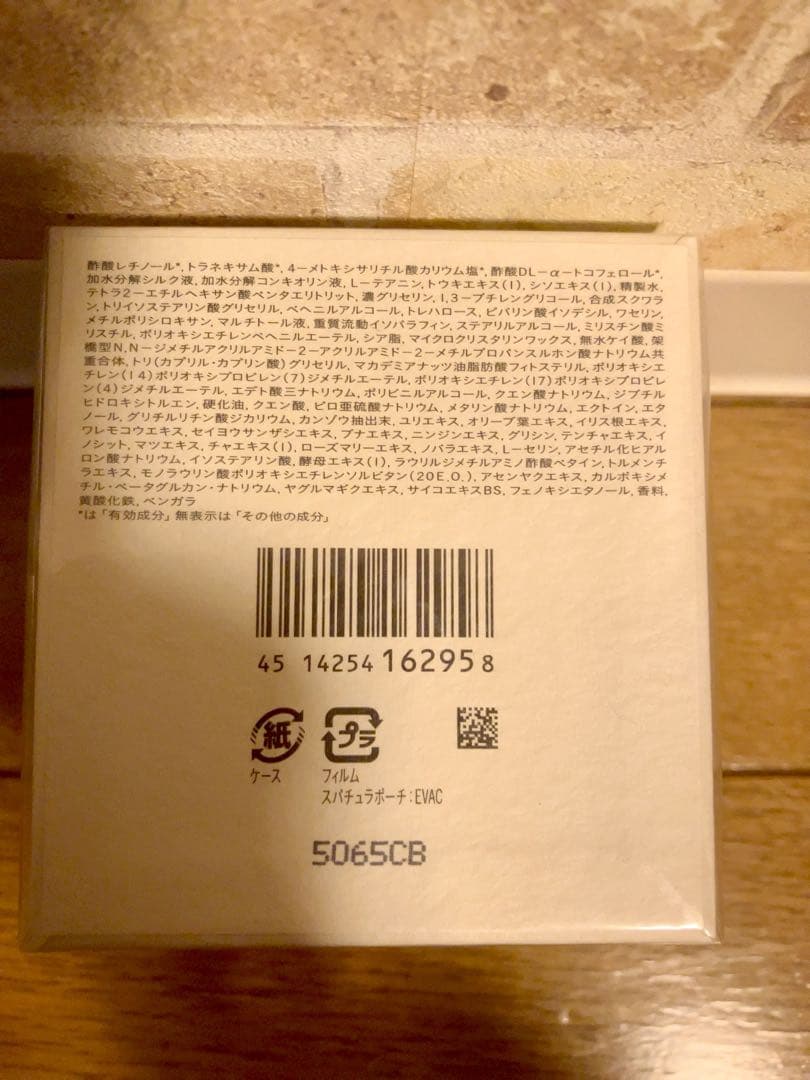 酢酸レチノール*,トラネキサム酸*,4-メトキシサリチル酸カリウム塩*,酢酸DL-α-トコフェロール*,
加水分解シルク液,加水分解コンキオリン液,L-テアニン,トウキエキス(1),シソエキス(1),精製水,
テトラ2-エチルヘキサン酸ペンタエリトリット,濃グリセリン,1,3-ブチレングリコール,合成スクワラ
ン,トリイソステアリン酸グリセリル,ベヘニルアルコール,トレハロース,ピバリン酸イソデシル,ワセリン,
メチルポリシロキサン,マルチトール液,重質流動イソパラフィン,ステアリルアルコール,ミリスチン酸ミ
リスチル,ポリオキシエチレンベヘニルエーテル,シア脂,マイクロクリスタリンワックス,無水ケイ酸,架
橋型N,N-ジメチルアクリルアミド-2-アクリルアミド-2-メチルプロパンスルホン酸ナトリウム共
重合体,トリ(カプリル・カプリン酸)グリセリル,マカデミアナッツ油脂肪酸フィトステリル,ポリオキシエ
チレン(14)ポリオキシプロピレン(7)ジメチルエーテル,ポリオキシエチレン(17)ポリオキシプロピレ
ン(4)ジメチルエーテル,エデト酸三ナトリウム,ポリビニルアルコール,クエン酸ナトリウム,ジブチル
ヒドロキシトルエン,硬化油,クエン酸,ピロ亜硫酸ナトリウム,メタリン酸ナトリウム,エクトイン,エタ
ノール,グリチルリチン酸ジカリウム,カンゾウ抽出末,ユリエキス,オリーブ葉エキス,イリス根エキス,
ワレモコウエキス,セイヨウサンザシエキス,ブナエキス,ニンジンエキス,グリシン,テンチャエキス,イ
ノシット,マツエキス,チャエキス(1),ローズマリーエキス,ノバラエキス,L-セリン,アセチル化ヒアル
ロン酸ナトリウム,イソステアリン酸,酵母エキス(1),ラウリルジメチルアミノ酢酸ベタイン,トルメンチ
ラエキス,モノラウリン酸ポリオキシエチレンソルビタン(20E.O.),アセンヤクエキス,カルボキシメ
チル・ベータグルカン・ナトリウム,ヤグルマギクエキス,サイコエキスBS,フェノキシエタノール,香料,
黄酸化鉄,ベンガラ
*は「有効成分」無表示は「その他の成分」
45 14254 16295 8
紙 プラ
ケース フィルム
スパチュラポーチ:EVAC
5065CB